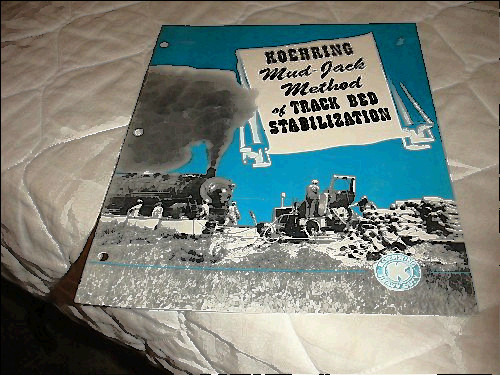 KOEHRING
Mud-Jack
Method
of TRACK BED
STABILIZATION